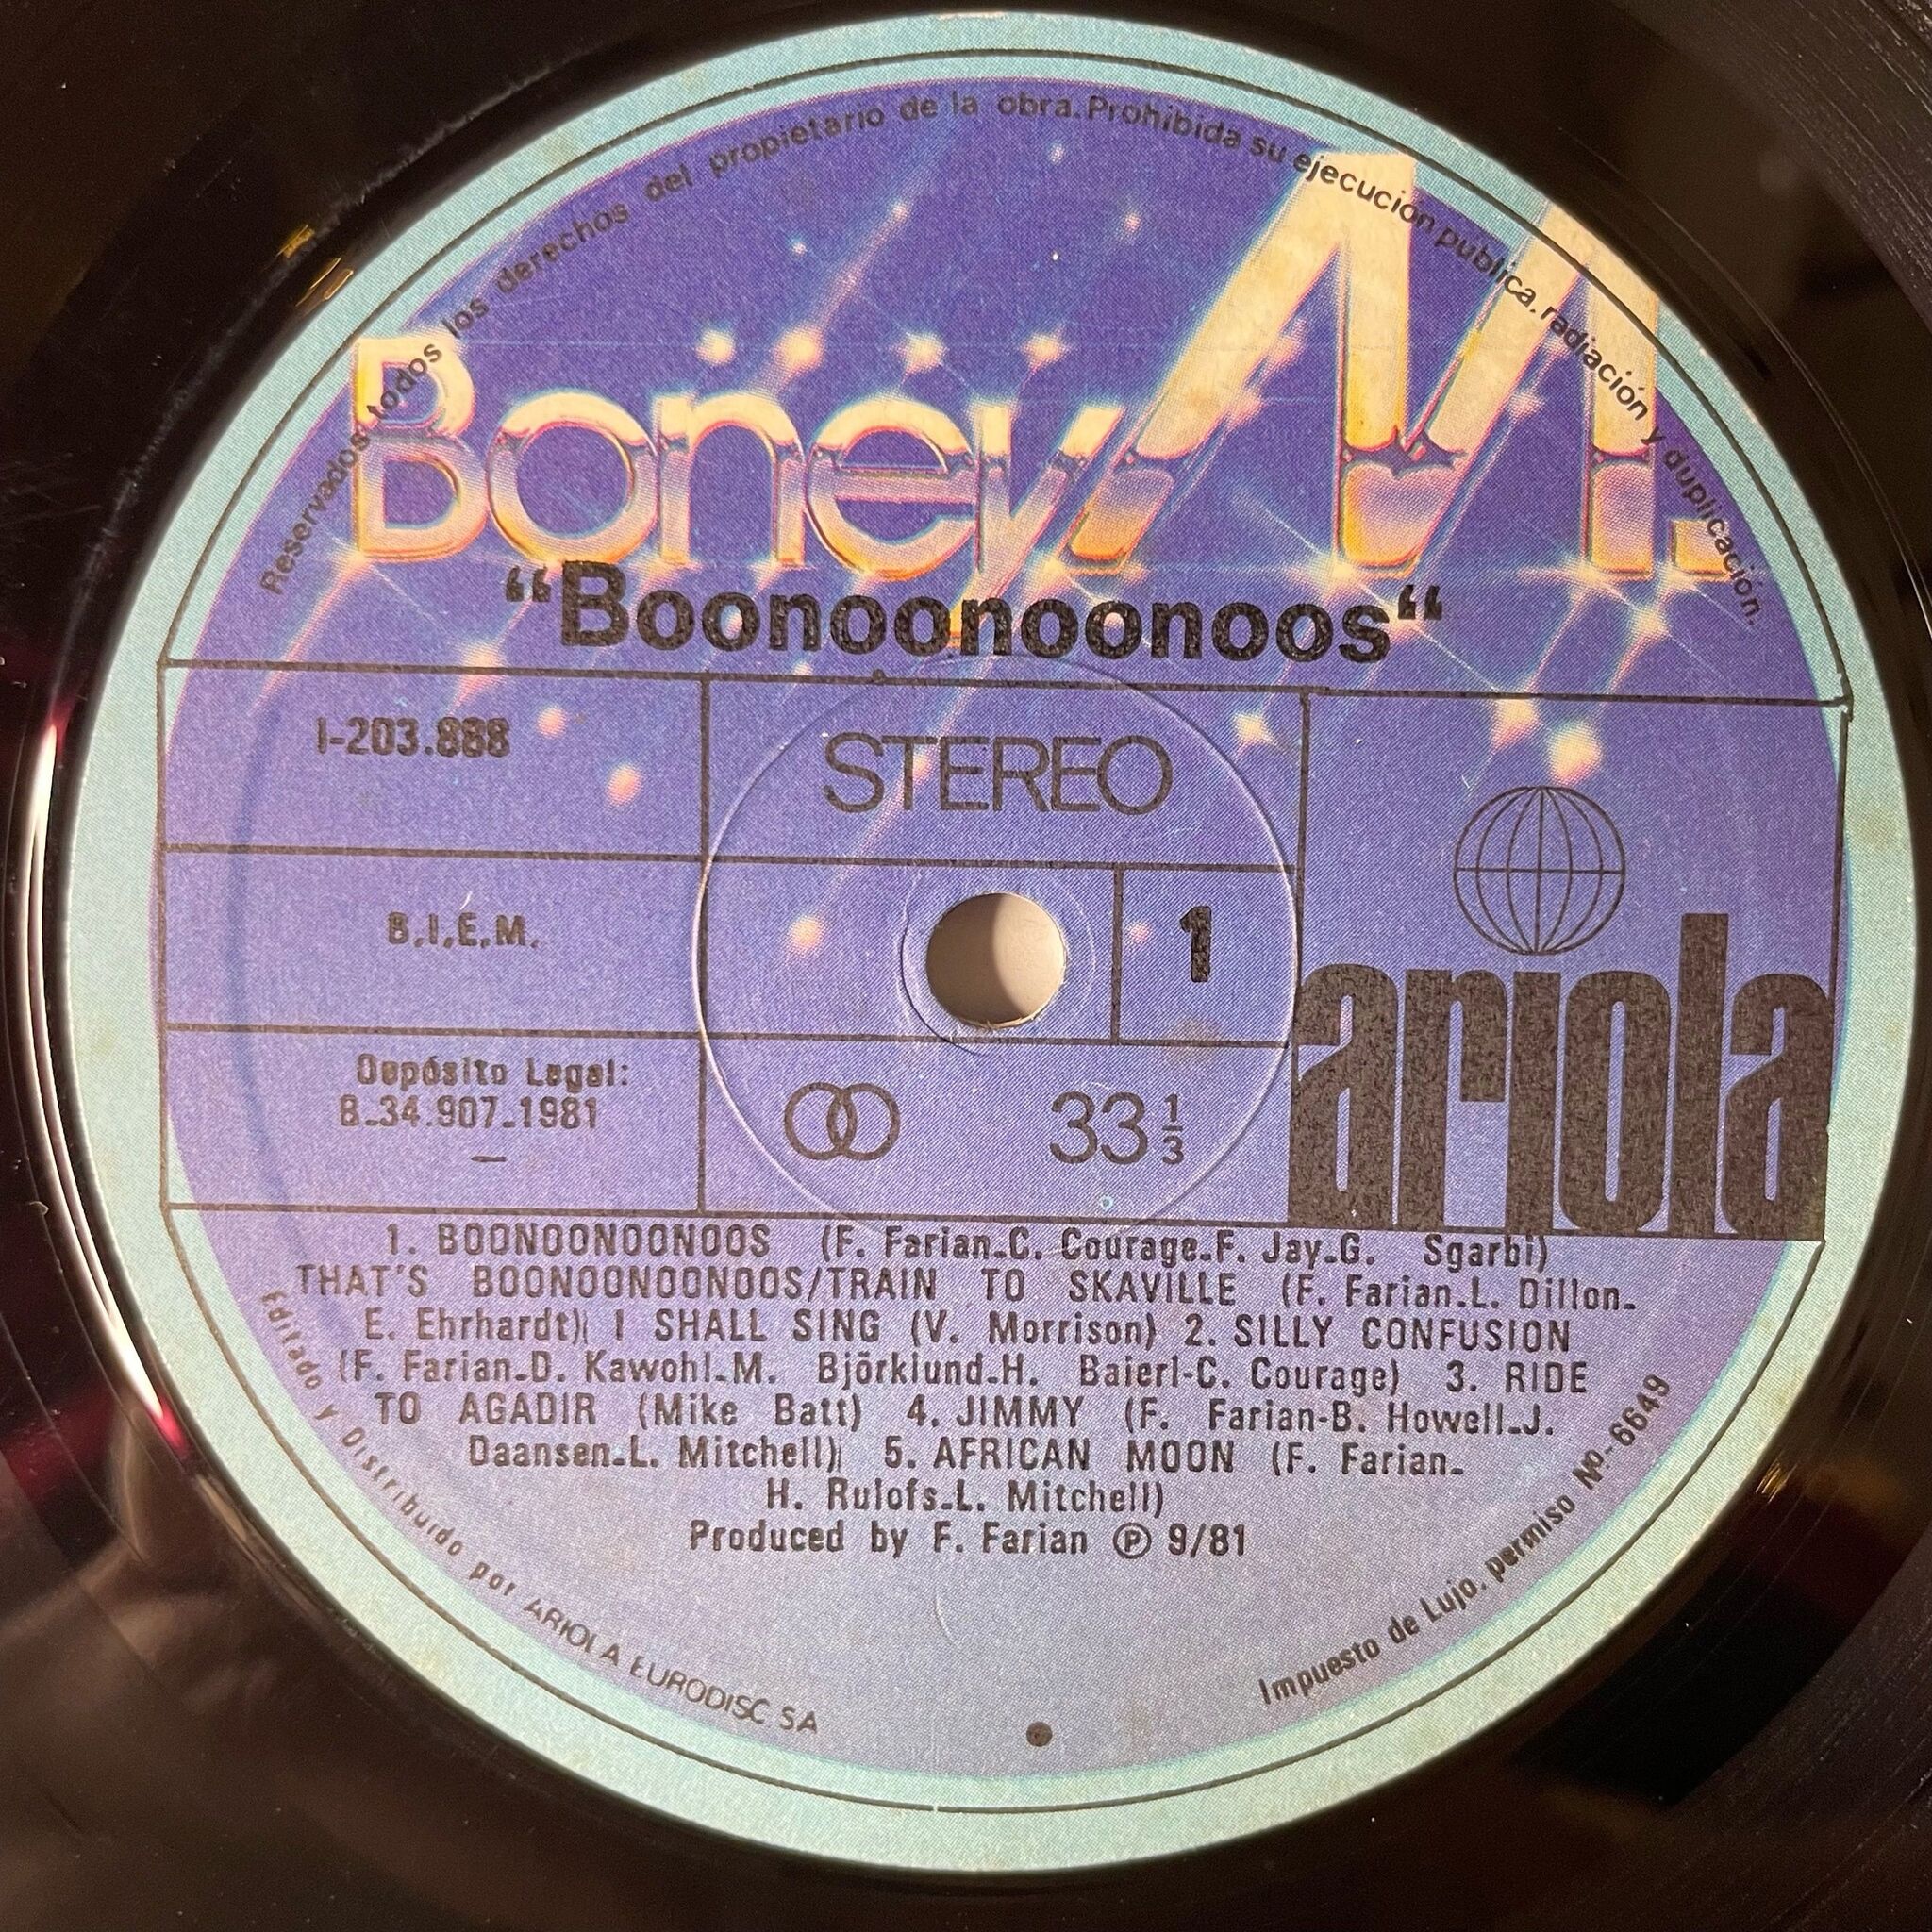 Reservados todos los derechos del propietario de la obra. Prohibida su ejecución publica. radiación y duplicación.
Boney M.
“Boonoonoonoos“
I-203.888
STEREO
B.I.E.M.
1
ariola
Depósito Legal:
B-34.907-1981
33 1/3
1. BOONOONOONOOS (F. Farian-C. Courage-F. Jay-G. Sgarbi)
THAT'S BOONOONOONOOS/TRAIN TO SKAVILLE (F. Farian-L. Dillon-
E. Ehrhardt) I SHALL SING (V. Morrison) 2. SILLY CONFUSION
(F. Farian-D. Kawohl-M. Björklund-H. Baierl-C. Courage) 3. RIDE
TO AGADIR (Mike Batt) 4. JIMMY (F. Farian-B. Howell-J.
Daansen-L. Mitchell) 5. AFRICAN MOON (F. Farian-
H. Rulofs-L. Mitchell)
Produced by F. Farian Ⓟ 9/81
Editado y Distribuido por ARIOLA EURODISC SA
Impuesto de Lujo. permiso Nº- 6649